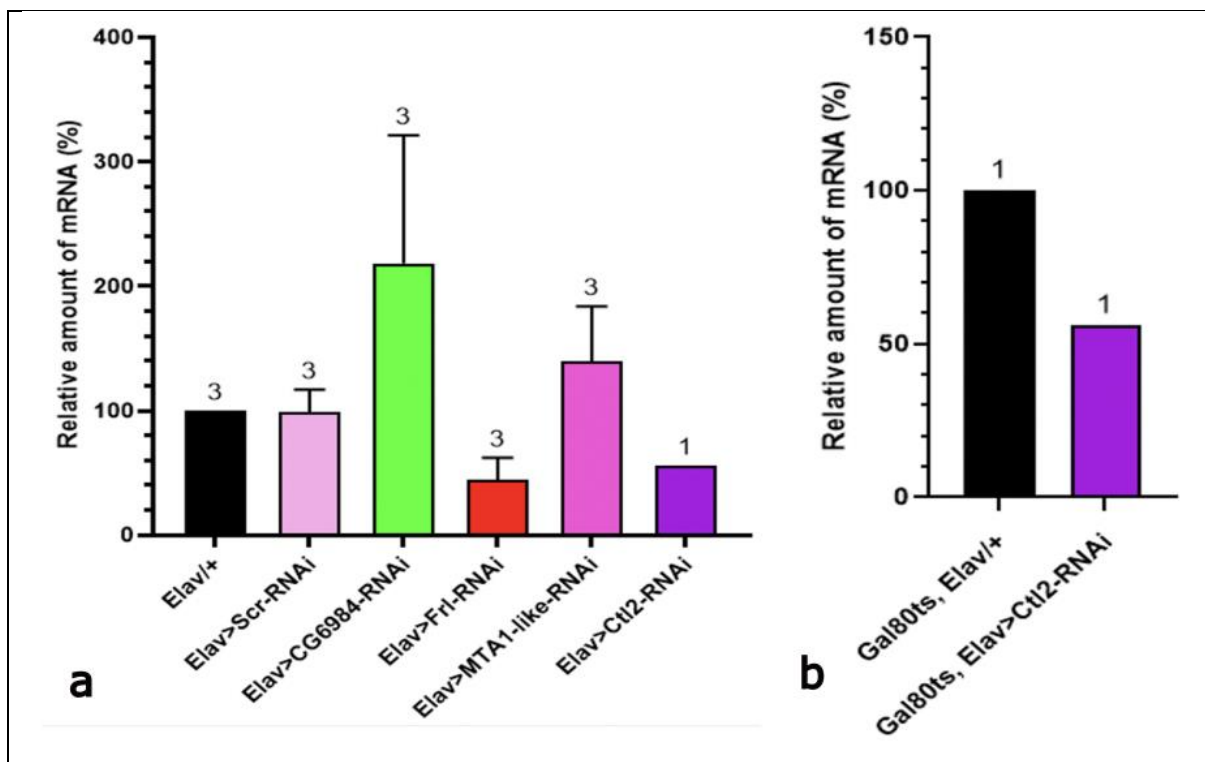 400
300
200
100
0
Relative amount of mRNA (%)
3
3
3
3
3
1
Elav/+
Elav>Scr-RNAi
Elav>CG6984-RNAi
Elav>Frl-RNAi
Elav>MTA1-like-RNAi
Elav>Ctl2-RNAi
a
150
100
50
0
Relative amount of mRNA (%)
1
1
Gal80ts, Elav/+
Gal80ts, Elav>Ctl2-RNAi
b